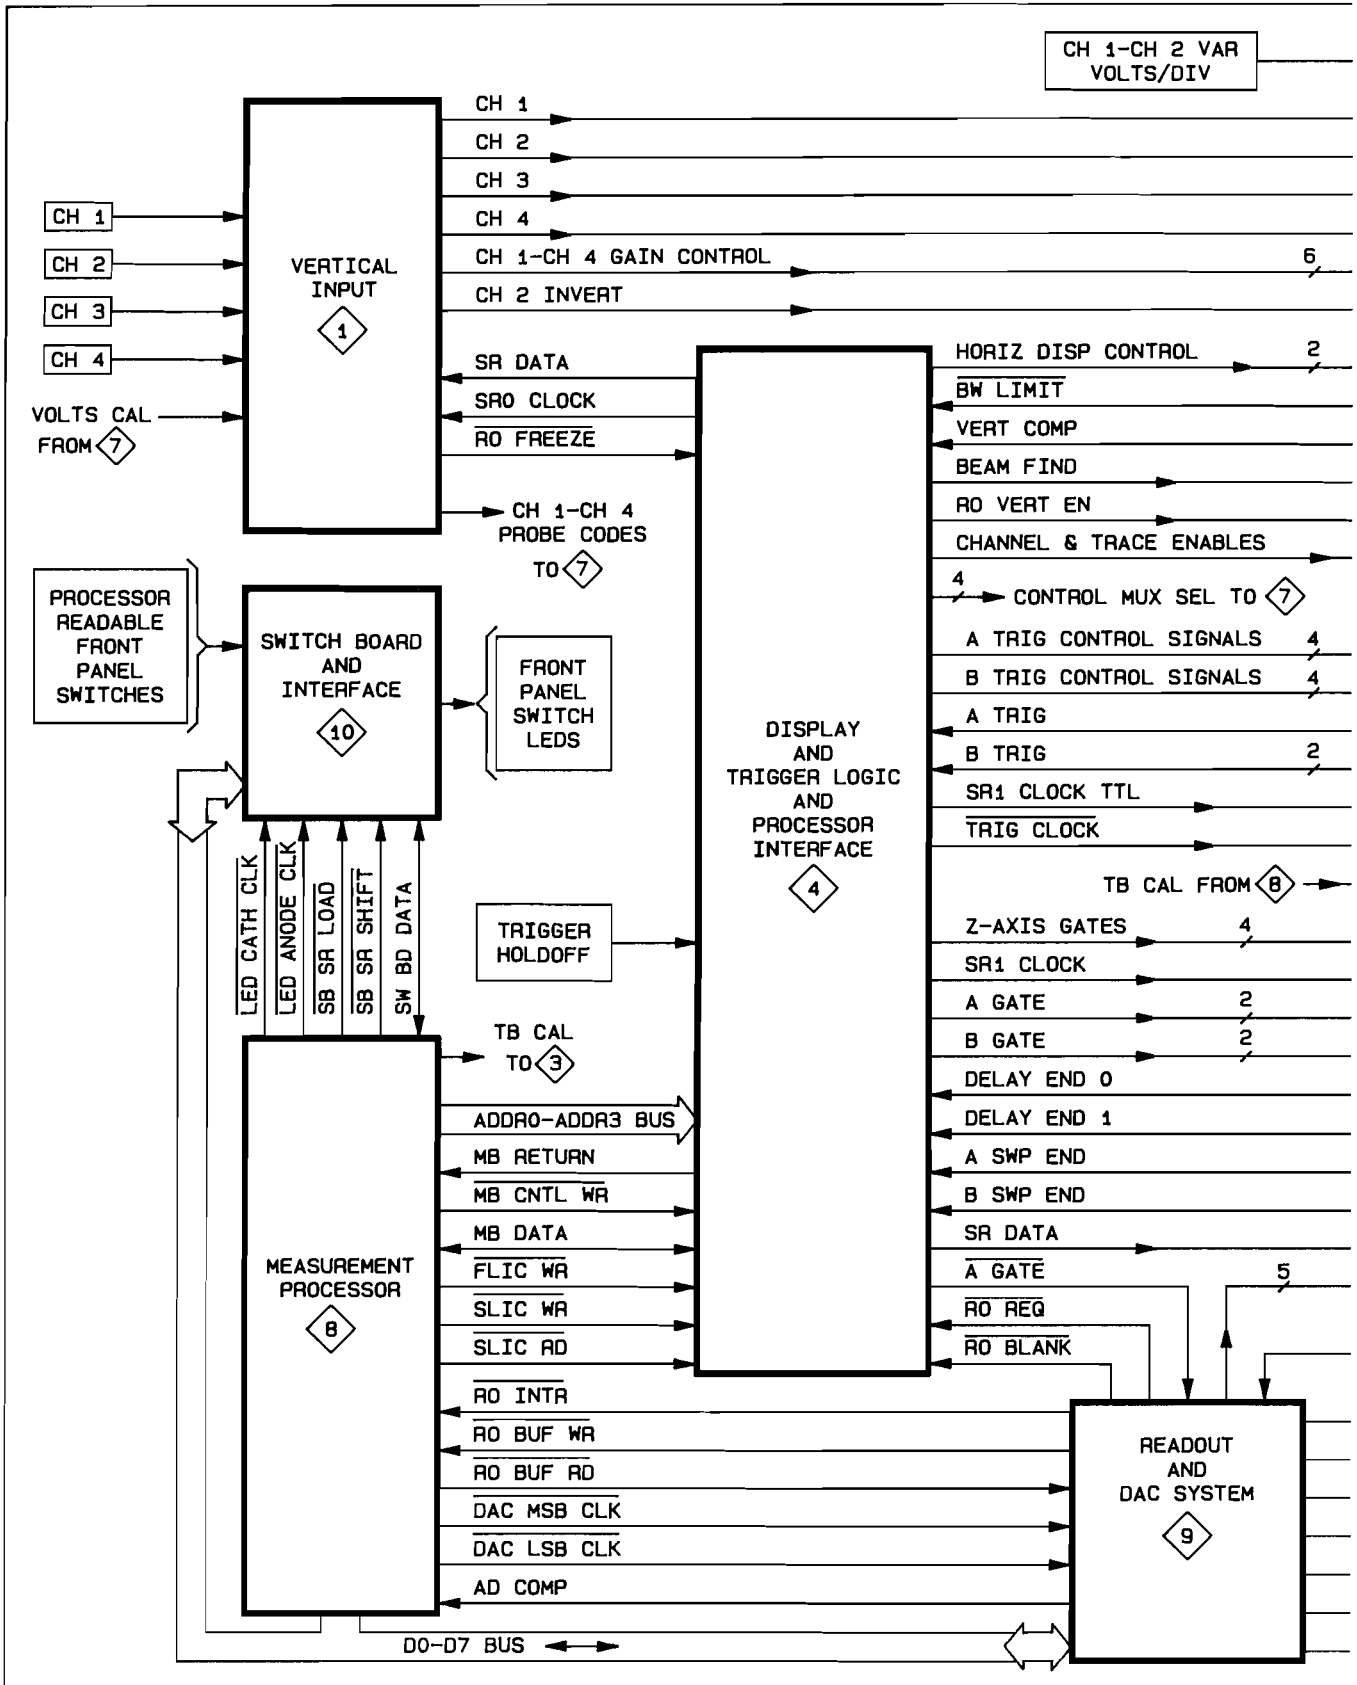 CH 1-CH 2 VAR
VOLTS/DIV
CH 1
CH 2
CH 3
CH 4
CH 1-CH 4 GAIN CONTROL
6
CH 2 INVERT
CH 1
CH 2
CH 3
CH 4
VOLTS CAL
FROM 7
VERTICAL
INPUT
1
SR DATA
SR0 CLOCK
RO FREEZE
CH 1-CH 4
PROBE CODES
TO 7
HORIZ DISP CONTROL
2
BW LIMIT
VERT COMP
BEAM FIND
RO VERT EN
CHANNEL & TRACE ENABLES
4
CONTROL MUX SEL TO 7
A TRIG CONTROL SIGNALS
4
B TRIG CONTROL SIGNALS
4
A TRIG
B TRIG
2
SR1 CLOCK TTL
TRIG CLOCK
TB CAL FROM 8
Z-AXIS GATES
4
SR1 CLOCK
A GATE
2
B GATE
2
DELAY END 0
DELAY END 1
A SWP END
B SWP END
SR DATA
A GATE
5
RO REQ
RO BLANK
PROCESSOR
READABLE
FRONT
PANEL
SWITCHES
SWITCH BOARD
AND
INTERFACE
10
FRONT
PANEL
SWITCH
LEDS
DISPLAY
AND
TRIGGER LOGIC
AND
PROCESSOR
INTERFACE
4
LED CATH CLK
LED ANODE CLK
SB SR LOAD
SB SR SHIFT
SW BD DATA
TRIGGER
HOLDOFF
TB CAL
TO 3
ADDR0-ADDR3 BUS
MB RETURN
MB CNTL WR
MB DATA
FLIC WR
SLIC WR
SLIC RD
MEASUREMENT
PROCESSOR
8
RO INTR
RO BUF WR
RO BUF RD
DAC MSB CLK
DAC LSB CLK
AD COMP
READOUT
AND
DAC SYSTEM
9
D0-D7 BUS